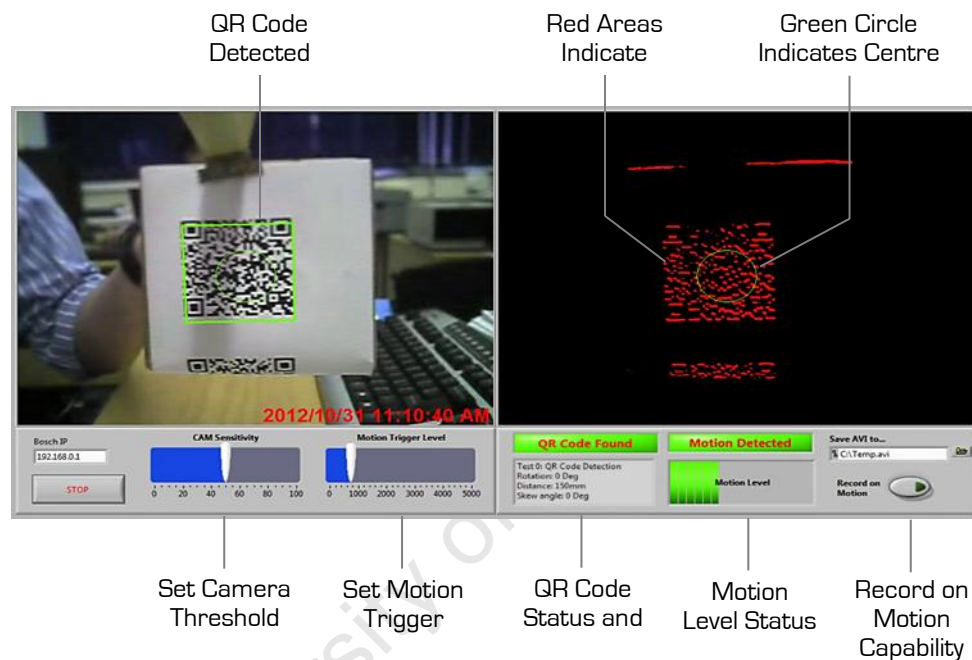 QR Code
Detected
Red Areas
Indicate
Green Circle
Indicates Centre
2012/10/31 11:10:40 AM
Bosch IP
192.168.0.1
STOP
CAM Sensitivity
0 20 40 60 80 100
Motion Trigger Level
0 1000 2000 3000 4000 5000
QR Code Found
Test 0: QR Code Detection
Rotation: 0 Deg
Distance: 150mm
Skew angle: 0 Deg
Motion Detected
Motion Level
Save AVI to...
C:\Temp.avi
Record on
Motion
Set Camera
Threshold
Set Motion
Trigger
QR Code
Status and
Motion
Level Status
Record on
Motion
Capability